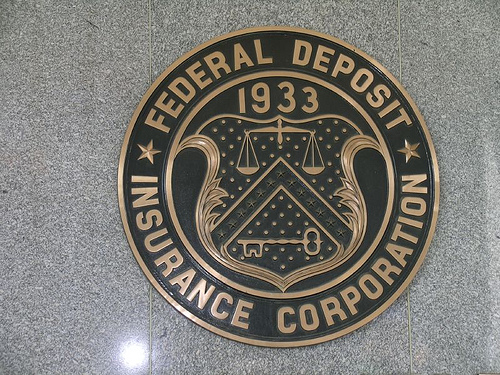 FEDERAL DEPOSIT
1933
INSURANCE CORPORATION